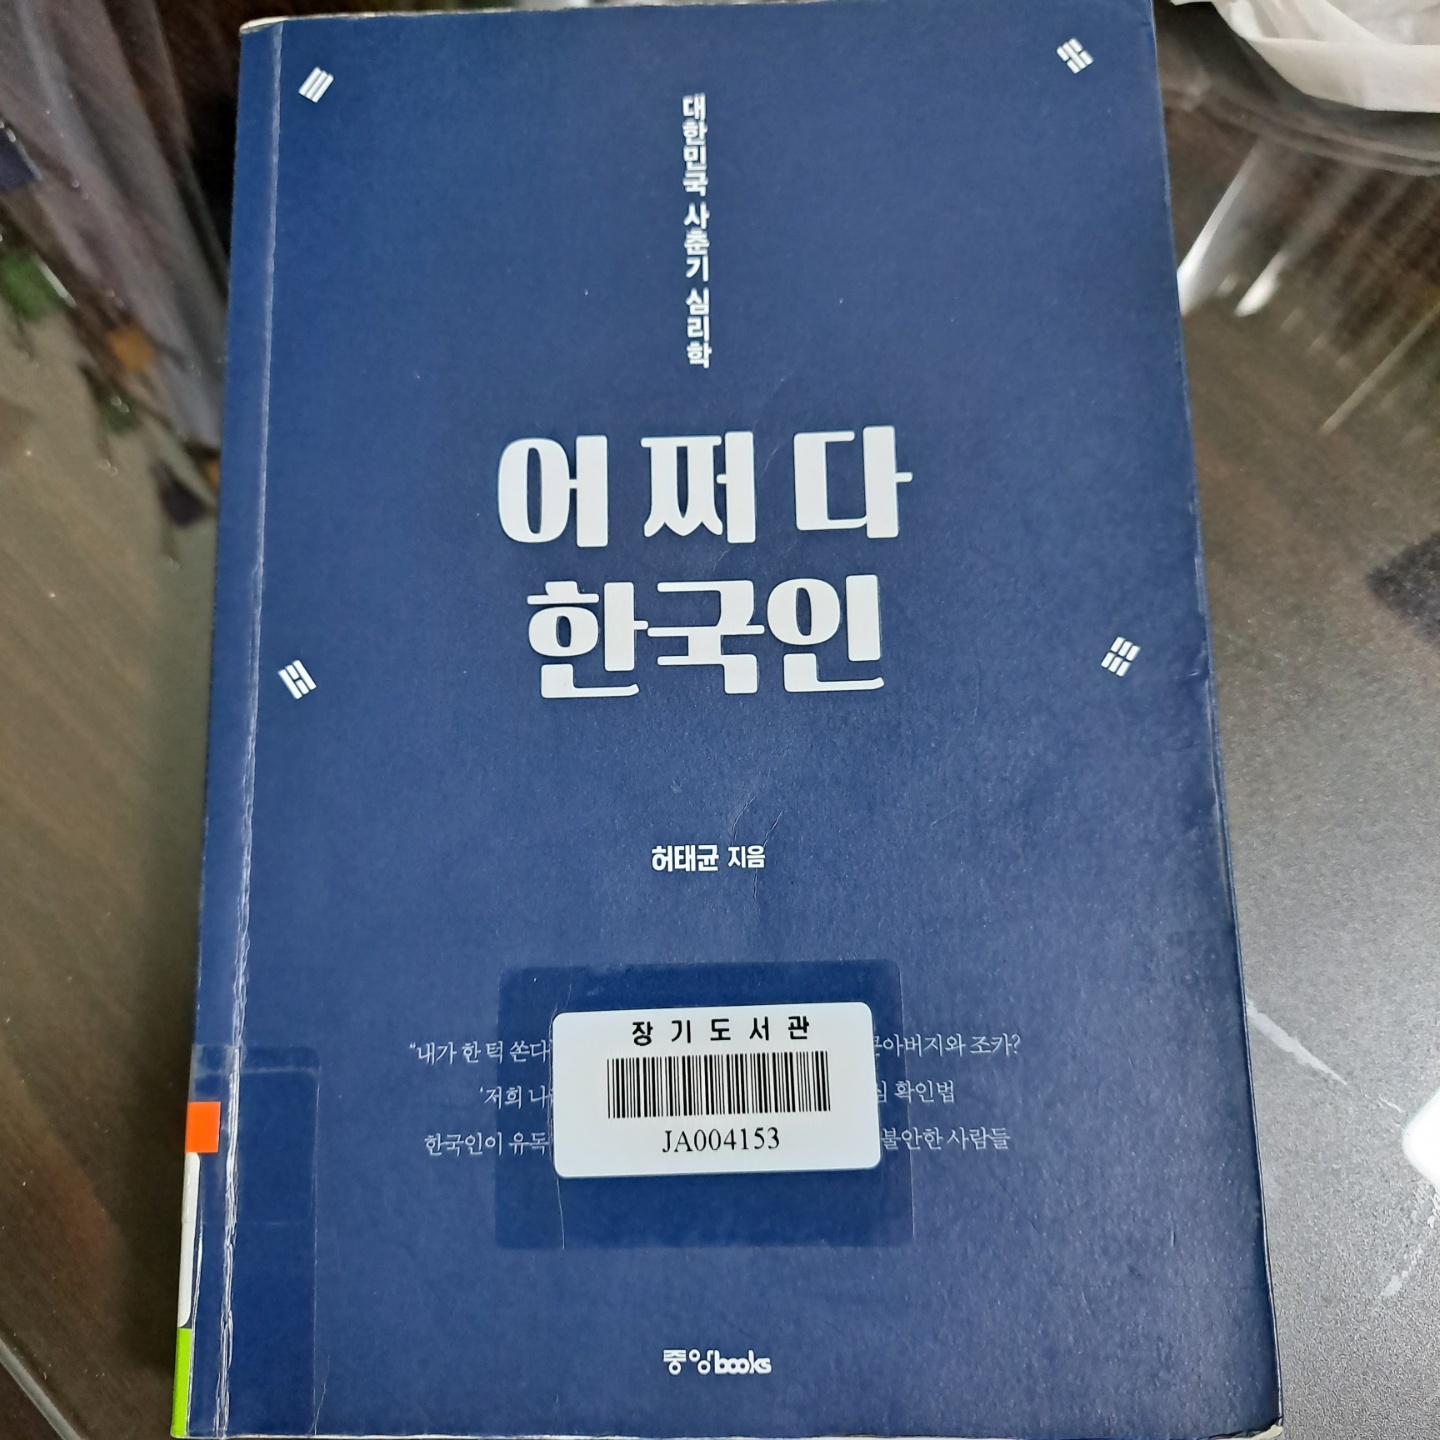 대한민국 사춘기 심리학
어쩌다
한국인
허태균 지음
장기도서관
"내가 한 턱 쏜다 큰아버지와 조카?
'저희 확인법
JA004153
한국인이 유독 불안한 사람들
중앙books